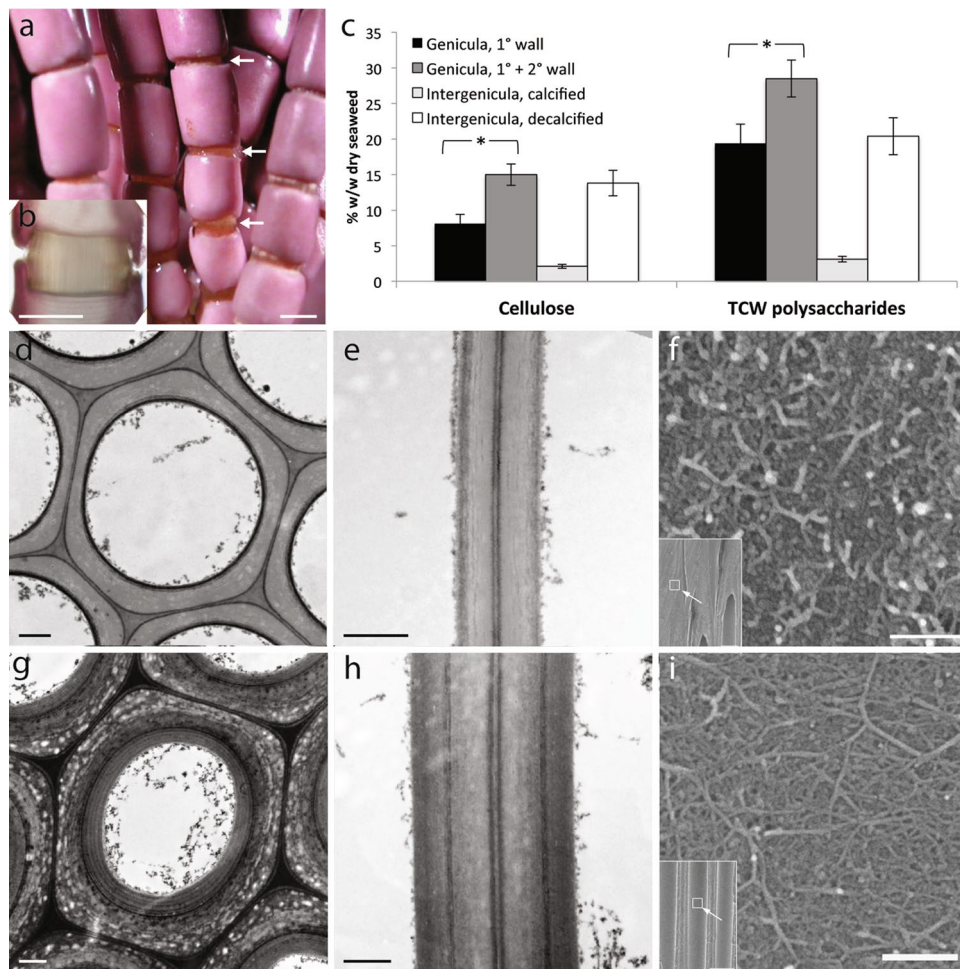 a
b
c
35
30
25
20
15
10
5
0
% w/w dry seaweed
Genicula, 1° wall
Genicula, 1° + 2° wall
Intergenicula, calcified
Intergenicula, decalcified
*
*
Cellulose
TCW polysaccharides
d
e
f
g
h
i